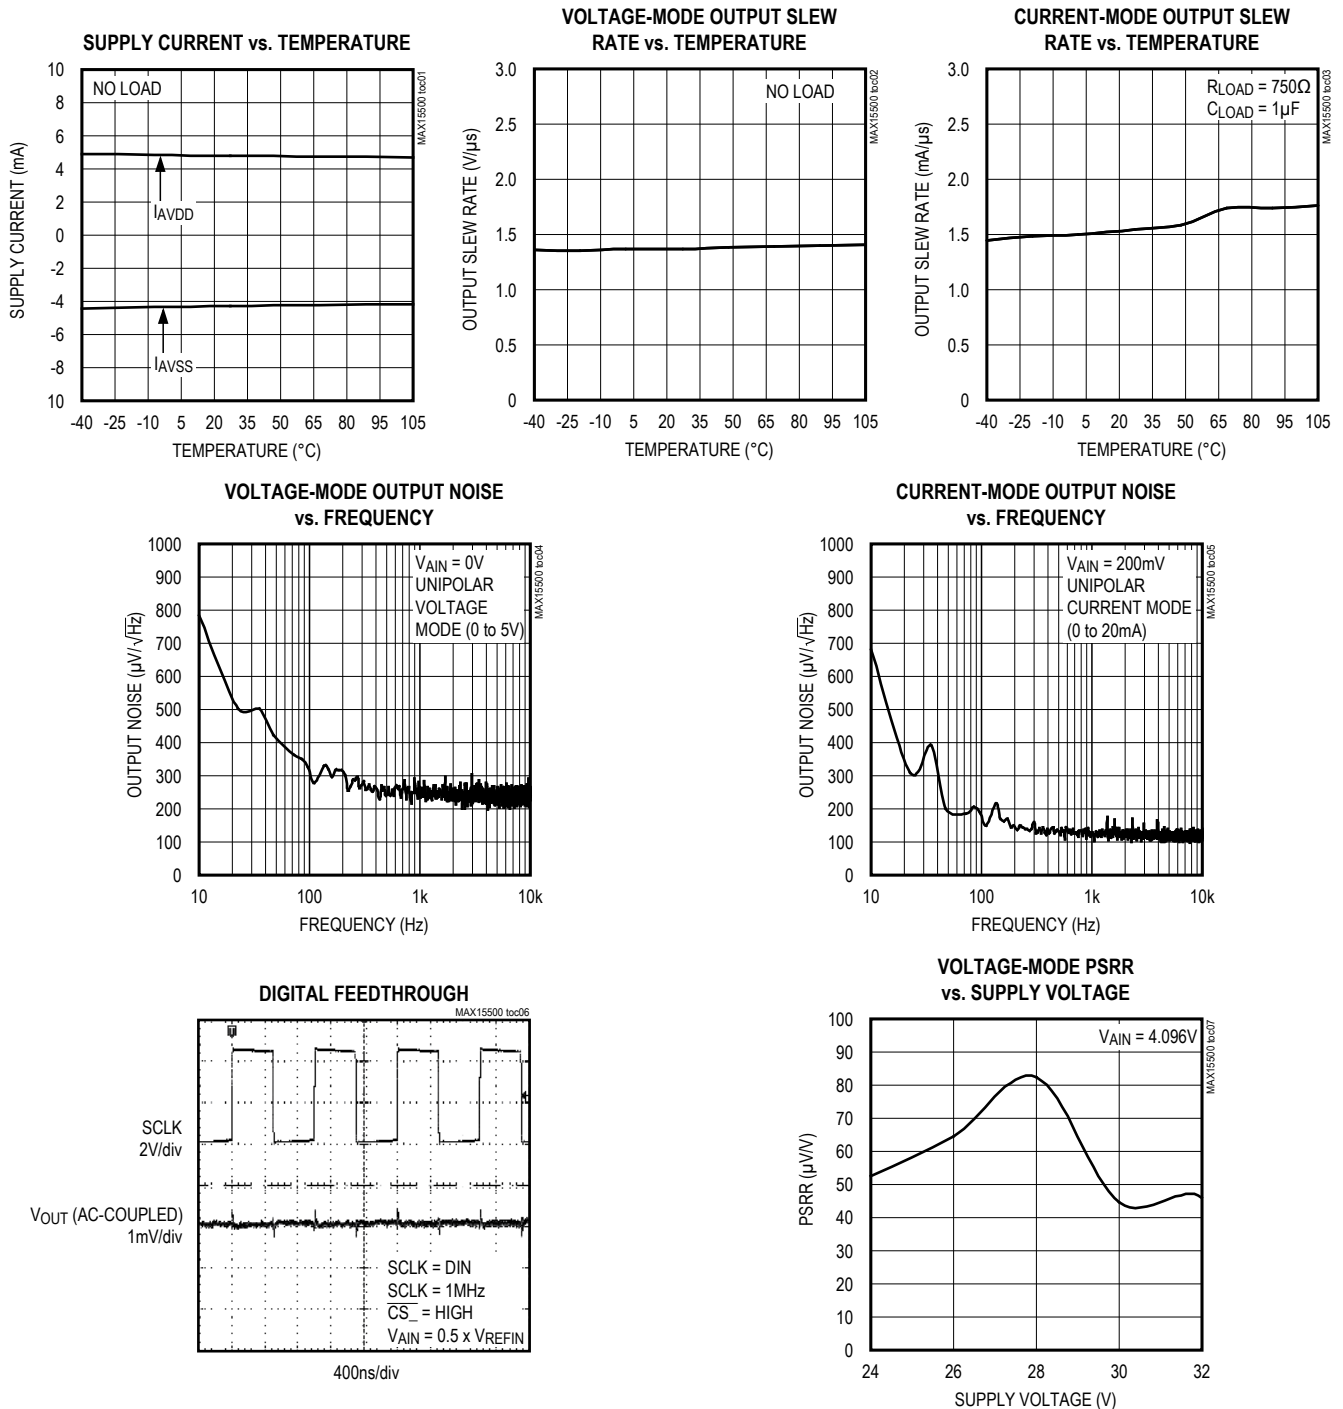 SUPPLY CURRENT vs. TEMPERATURE
10
8
6
4
2
0
-2
-4
-6
-8
10
SUPPLY CURRENT (mA)
NO LOAD
IAVDD
IAVSS
MAX15500 toc01
-40 -25 -10 5 20 35 50 65 80 95 105
TEMPERATURE (°C)
VOLTAGE-MODE OUTPUT SLEW
RATE vs. TEMPERATURE
3.0
2.5
2.0
1.5
1.0
0.5
0
OUTPUT SLEW RATE (V/µs)
NO LOAD
MAX15500 toc02
-40 -25 -10 5 20 35 50 65 80 95 105
TEMPERATURE (°C)
CURRENT-MODE OUTPUT SLEW
RATE vs. TEMPERATURE
3.0
2.5
2.0
1.5
1.0
0.5
0
OUTPUT SLEW RATE (mA/µs)
RLOAD = 750Ω
CLOAD = 1µF
MAX15500 toc03
-40 -25 -10 5 20 35 50 65 80 95 105
TEMPERATURE (°C)
VOLTAGE-MODE OUTPUT NOISE
vs. FREQUENCY
1000
900
800
700
600
500
400
300
200
100
0
OUTPUT NOISE (µV/√Hz)
VAIN = 0V
UNIPOLAR
VOLTAGE
MODE (0 to 5V)
MAX15500 toc04
10 100 1k 10k
FREQUENCY (Hz)
CURRENT-MODE OUTPUT NOISE
vs. FREQUENCY
1000
900
800
700
600
500
400
300
200
100
0
OUTPUT NOISE (µV/√Hz)
VAIN = 200mV
UNIPOLAR
CURRENT MODE
(0 to 20mA)
MAX15500 toc05
10 100 1k 10k
FREQUENCY (Hz)
DIGITAL FEEDTHROUGH
MAX15500 toc06
SCLK
2V/div
VOUT (AC-COUPLED)
1mV/div
SCLK = DIN
SCLK = 1MHz
C̅S̅_̅ = HIGH
VAIN = 0.5 x VREFIN
400ns/div
VOLTAGE-MODE PSRR
vs. SUPPLY VOLTAGE
100
90
80
70
60
50
40
30
20
10
0
PSRR (µV/V)
VAIN = 4.096V
MAX15500 toc07
24 26 28 30 32
SUPPLY VOLTAGE (V)